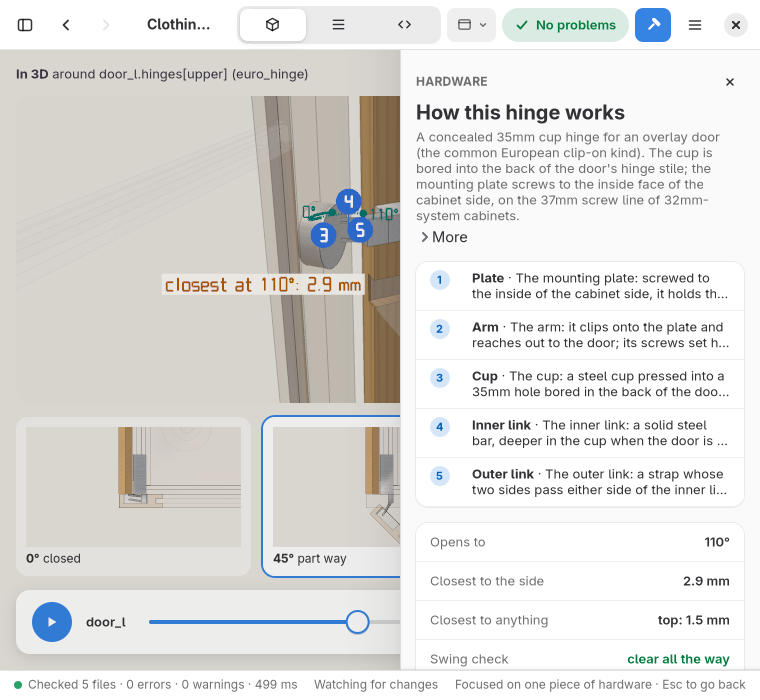 Clothin...
No problems
In 3D around door_l.hinges[upper] (euro_hinge)
0°
4
110°
3
5
closest at 110°: 2.9 mm
0° closed
45° part way
door_l
HARDWARE
How this hinge works
A concealed 35mm cup hinge for an overlay door
(the common European clip-on kind). The cup is
bored into the back of the door's hinge stile; the
mounting plate screws to the inside face of the
cabinet side, on the 37mm screw line of 32mm-
system cabinets.
More
1 Plate · The mounting plate: screwed to
the inside of the cabinet side, it holds th...
2 Arm · The arm: it clips onto the plate and
reaches out to the door; its screws set h...
3 Cup · The cup: a steel cup pressed into a
35mm hole bored in the back of the doo...
4 Inner link · The inner link: a solid steel
bar, deeper in the cup when the door is ...
5 Outer link · The outer link: a strap whose
two sides pass either side of the inner li...
Opens to 110°
Closest to the side 2.9 mm
Closest to anything top: 1.5 mm
Swing check clear all the way
Checked 5 files · 0 errors · 0 warnings · 499 ms Watching for changes Focused on one piece of hardware · Esc to go back